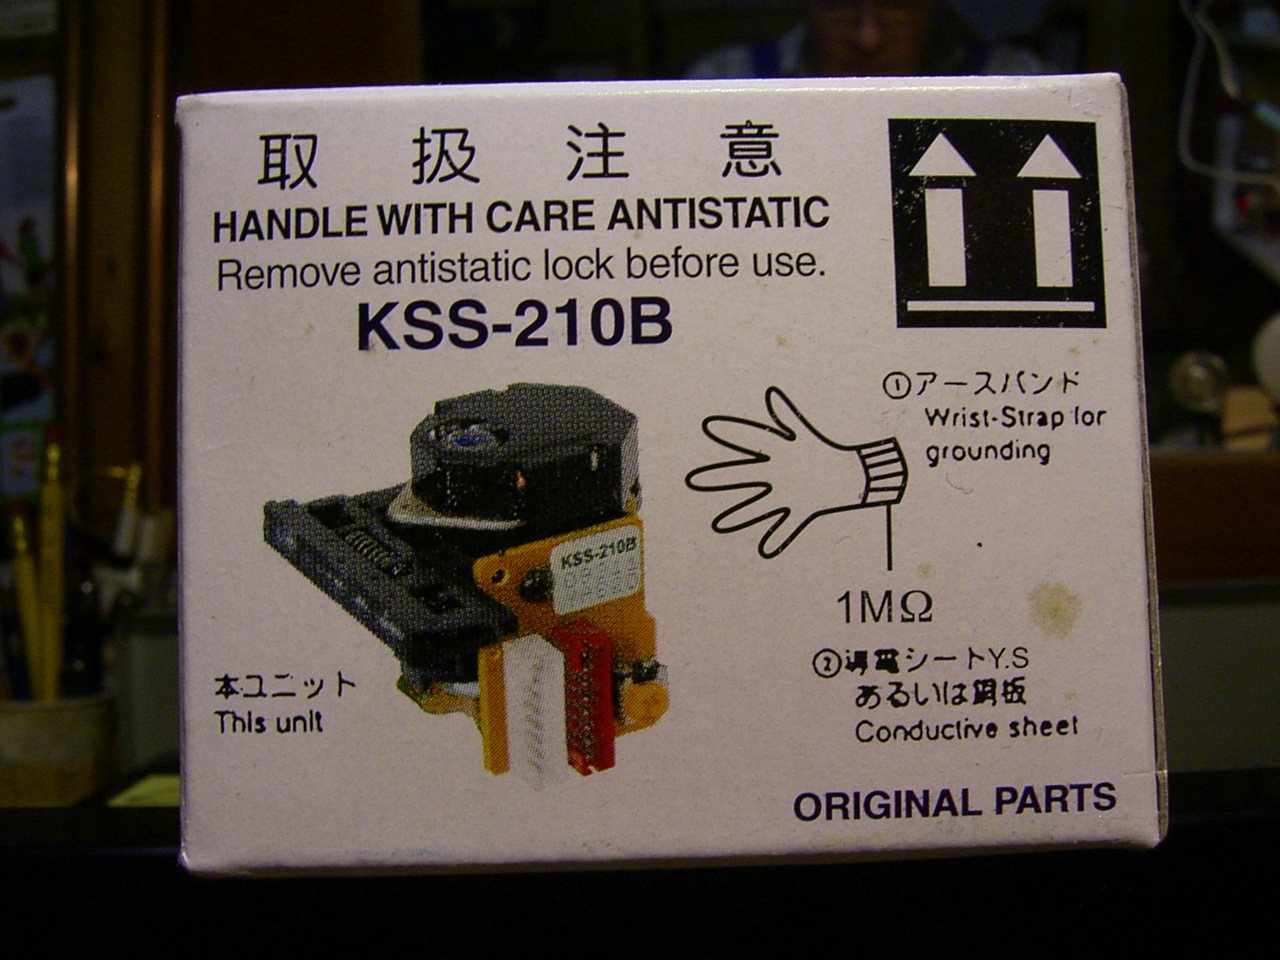 取扱注意
HANDLE WITH CARE ANTISTATIC
Remove antistatic lock before use.
KSS-210B
①アースバンド
Wrist-Strap for
grounding
KSS-210B
1MΩ
②導電シートY.S
あるいは銅板
Conductive sheet
本ユニット
This unit
ORIGINAL PARTS